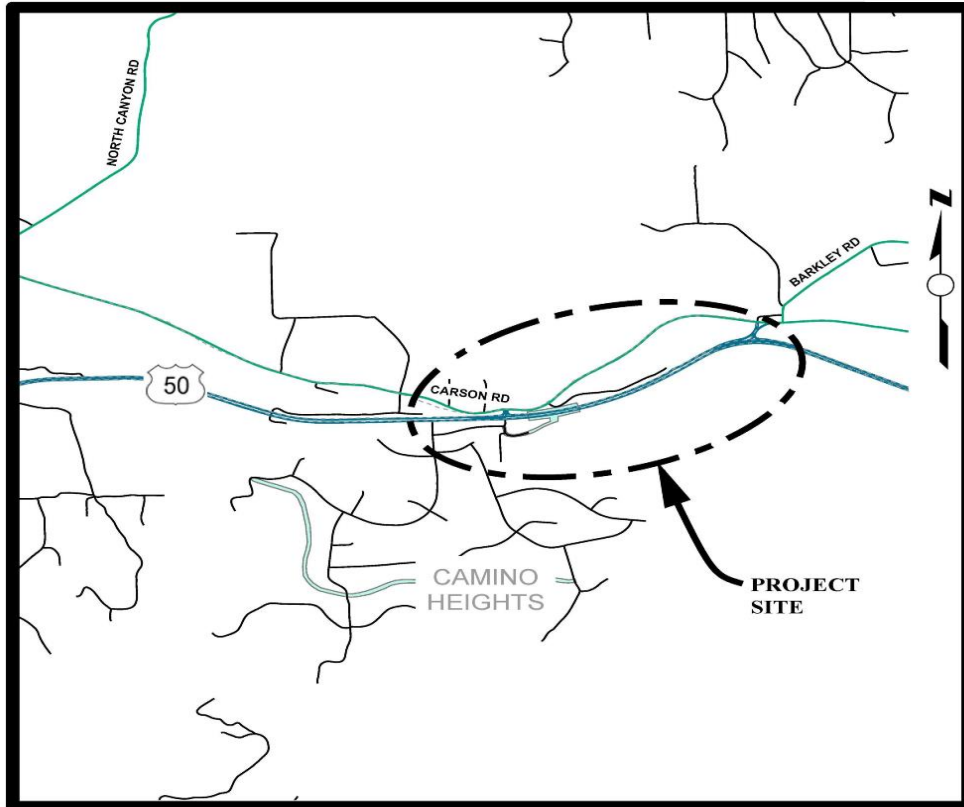 NORTH CANYON RD
N
BARKLEY RD
50
CARSON RD
CAMINO
HEIGHTS
PROJECT
SITE